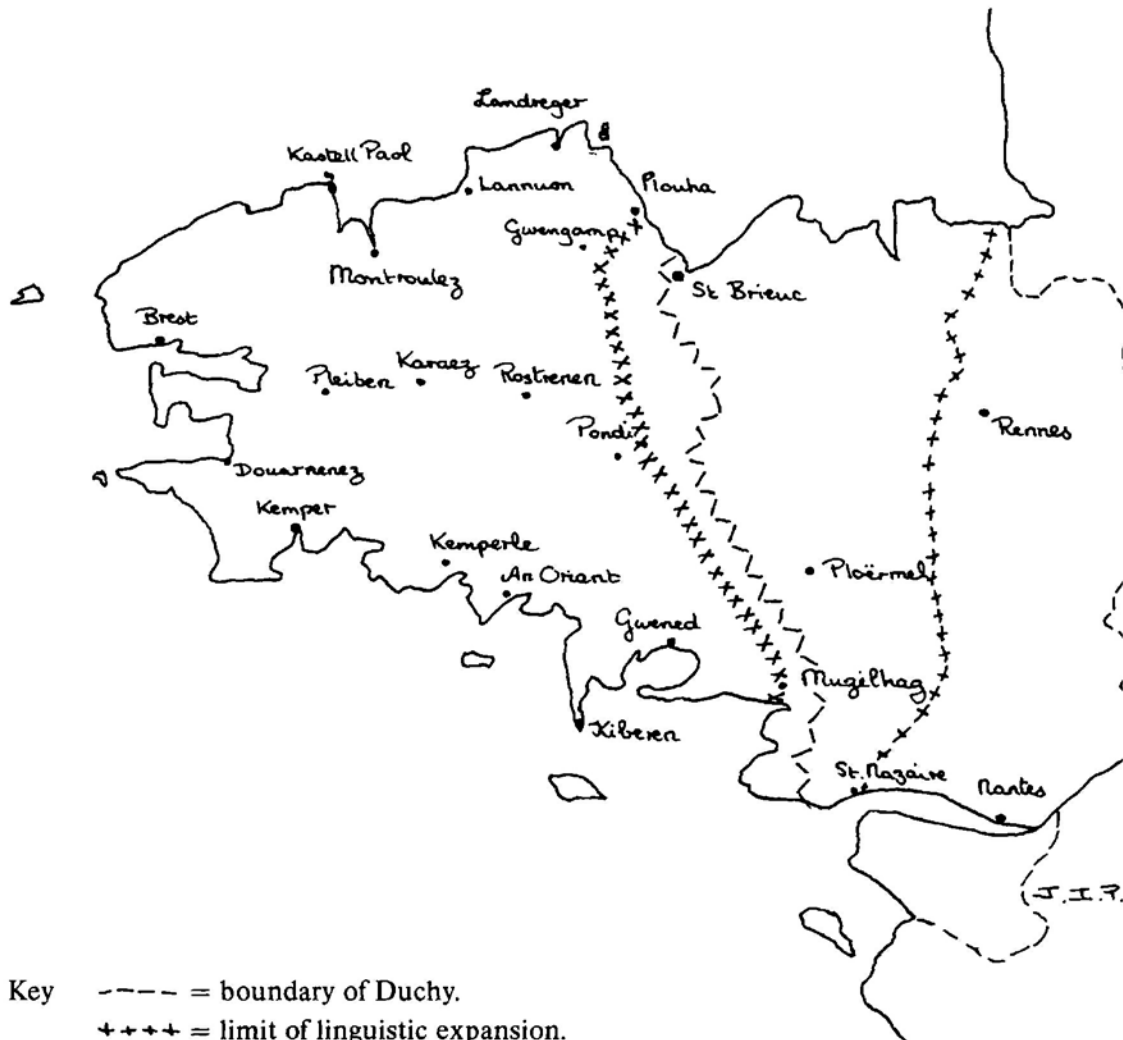 Landreger
Kastell Paol
Lannuon
Plouha
Gwengamp
Montroulez
St Brieuc
Brest
Karaez
Pleiben
Rostrenen
Rennes
Pondi
Douarnenez
Kemper
Kemperle
Ploërmel
An Oriant
Gwened
Muzilhag
Kiberen
St. Nazaire
Nantes
J.I.P.
Key ---- = boundary of Duchy.
++++ = limit of linguistic expansion.